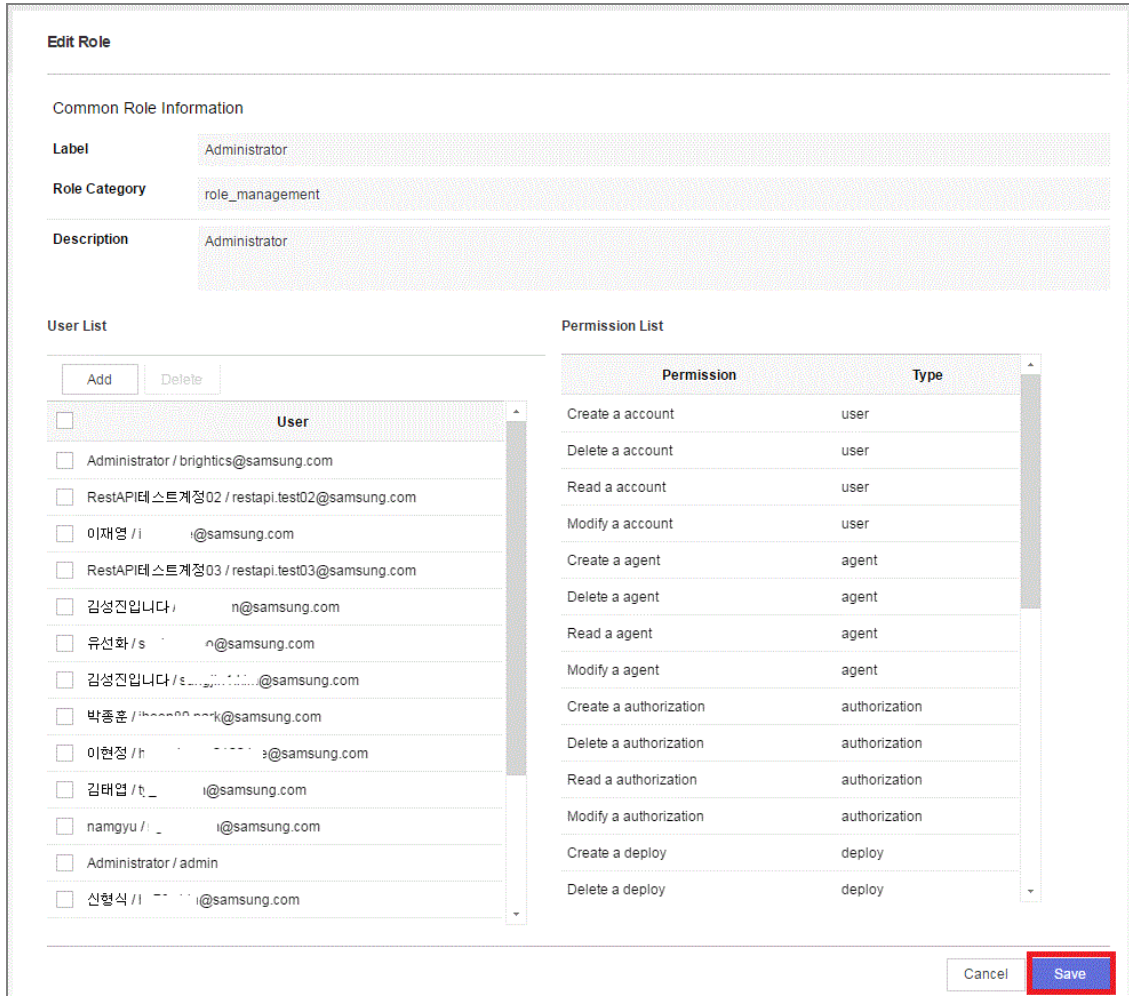 Edit Role
Common Role Information
Label Administrator
Role Category role_management
Description Administrator
User List
Add Delete
User
Administrator / brightics@samsung.com
RestAPI테스트계정02 / restapi.test02@samsung.com
이재영 / @samsung.com
RestAPI테스트계정03 / restapi.test03@samsung.com
김성진입니다 / n@samsung.com
유선화 / s @samsung.com
김성진입니다 / @samsung.com
박종훈 / @samsung.com
이현정 / h @samsung.com
김태엽 / @samsung.com
namgyu / @samsung.com
Administrator / admin
신형식 / @samsung.com
Permission List
Permission Type
Create a account user
Delete a account user
Read a account user
Modify a account user
Create a agent agent
Delete a agent agent
Read a agent agent
Modify a agent agent
Create a authorization authorization
Delete a authorization authorization
Read a authorization authorization
Modify a authorization authorization
Create a deploy deploy
Delete a deploy deploy
Cancel Save